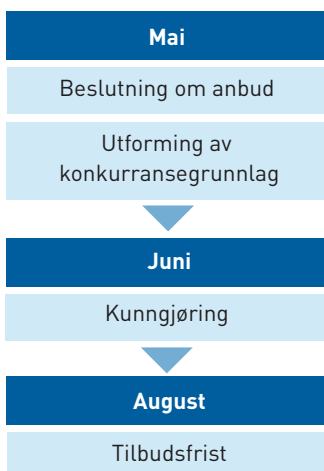 Mai
Beslutning om anbud
Utforming av
konkurransegrunnlag
Juni
Kunngjøring
August
Tilbudsfrist